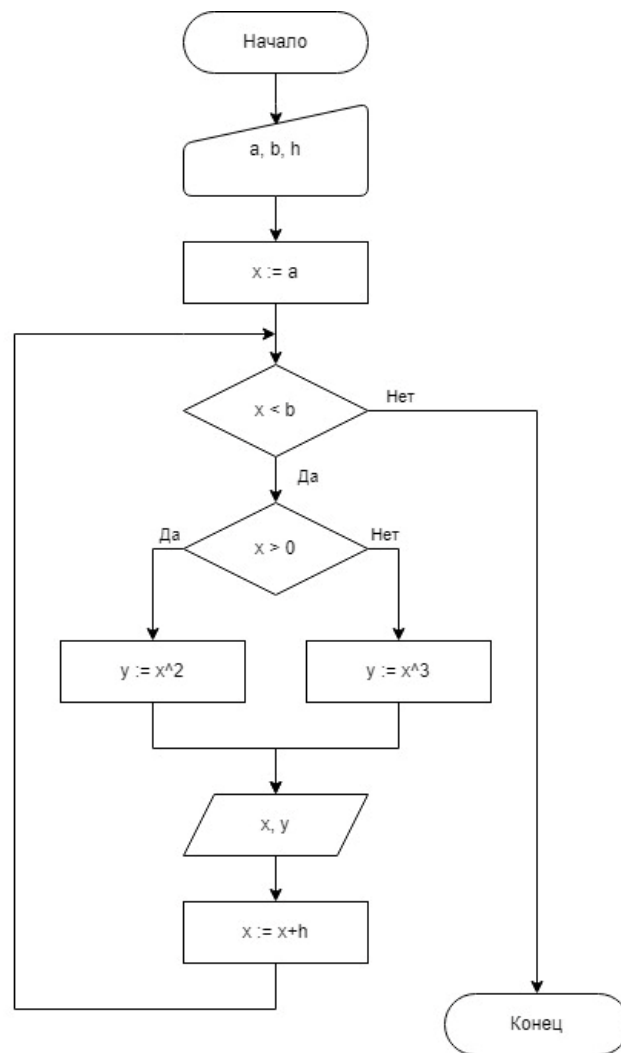 Начало
a, b, h
x := a
x < b
Нет
Да
x > 0
Да
Нет
y := x^2
y := x^3
x, y
x := x+h
Конец